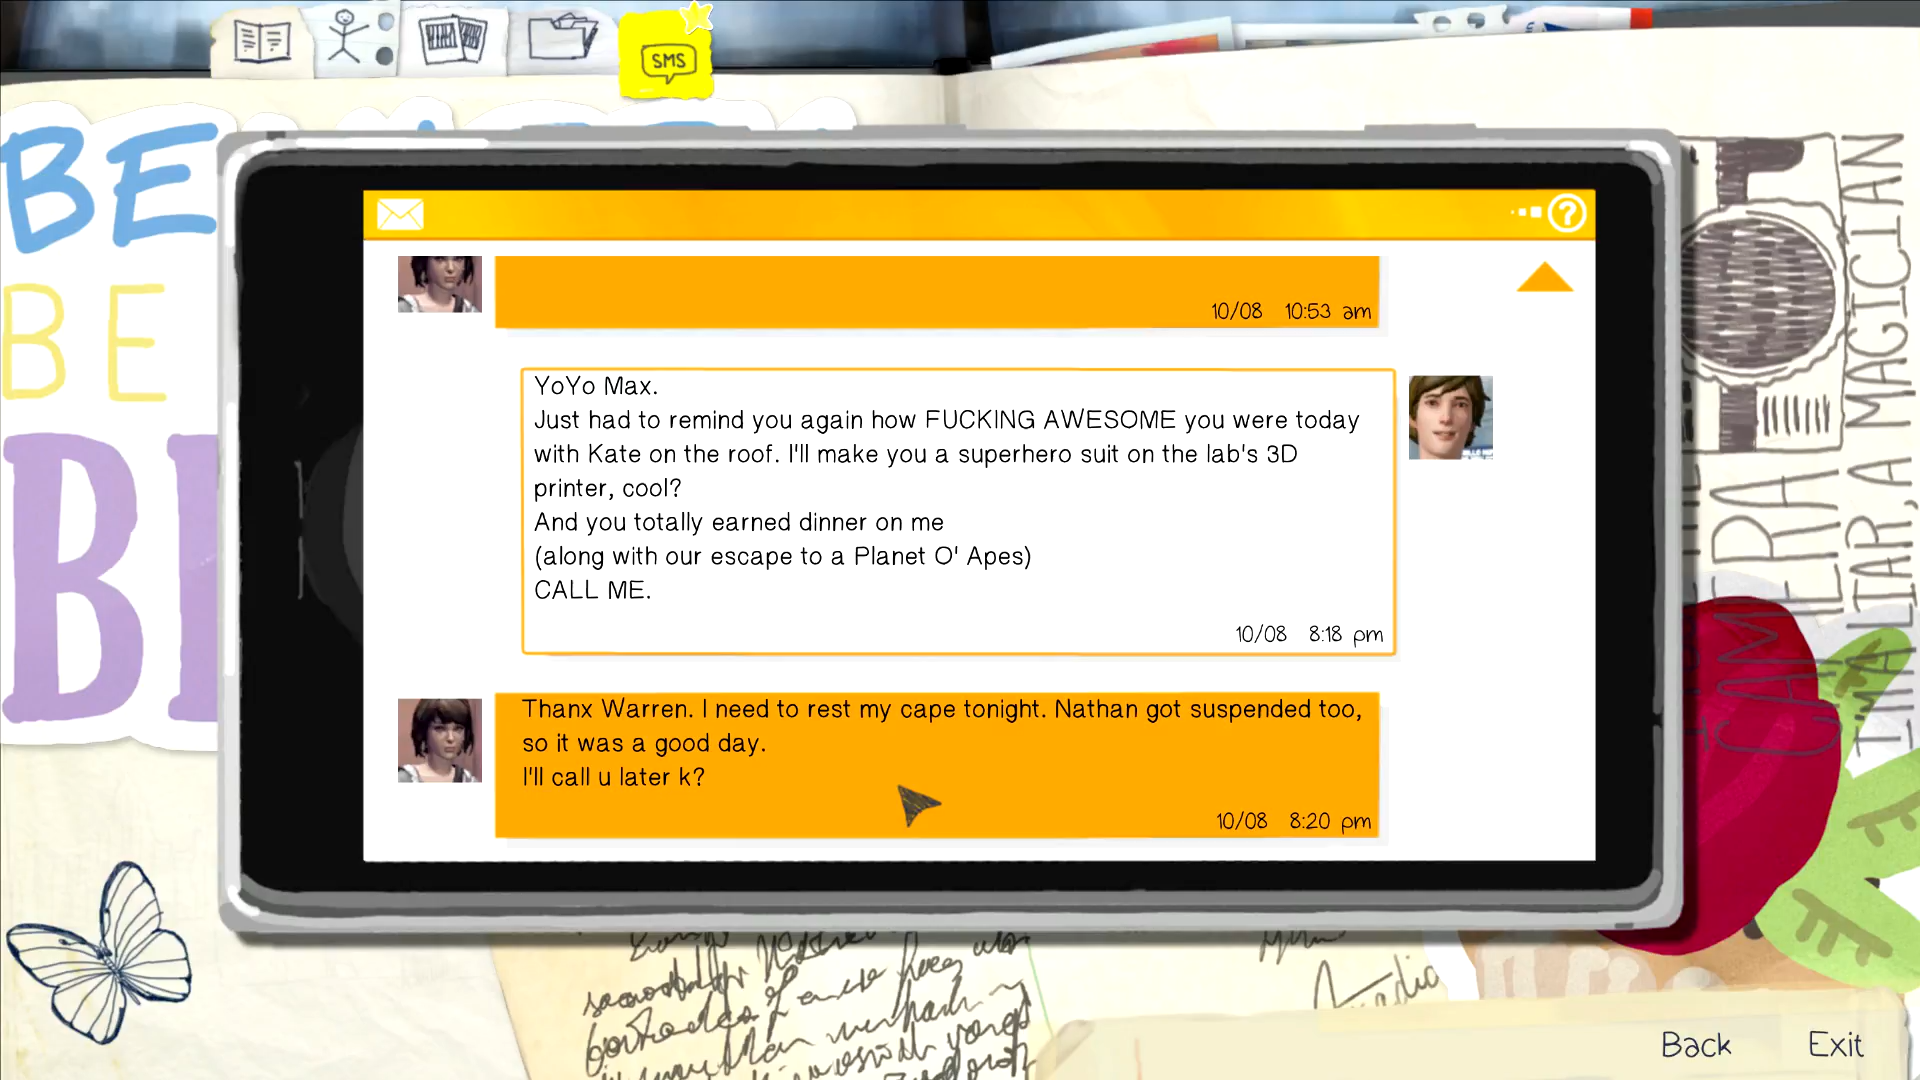 SMS
BE
BE
10/08 10:53 am
YoYo Max.
Just had to remind you again how FUCKING AWESOME you were today
with Kate on the roof. I'll make you a superhero suit on the lab's 3D
printer, cool?
And you totally earned dinner on me
(along with our escape to a Planet O' Apes)
CALL ME.
10/08 8:18 pm
Thanx Warren. I need to rest my cape tonight. Nathan got suspended too,
so it was a good day.
I'll call u later k?
10/08 8:20 pm
CAMERA
I'M A LIAR, A MAGICIAN
Back Exit